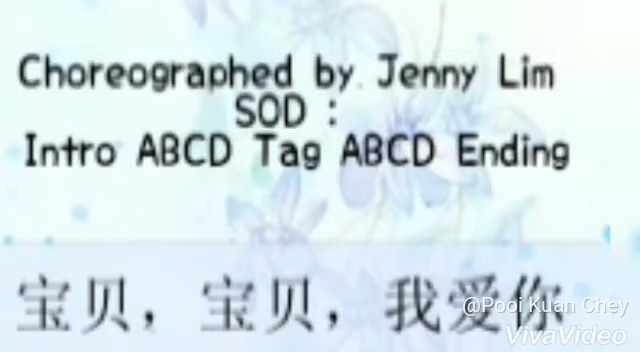 Choreographed by Jenny Lim
SOD :
Intro ABCD Tag ABCD Ending
宝贝，宝贝，我爱你
@Pooi Kuan Chey
VivaVideo